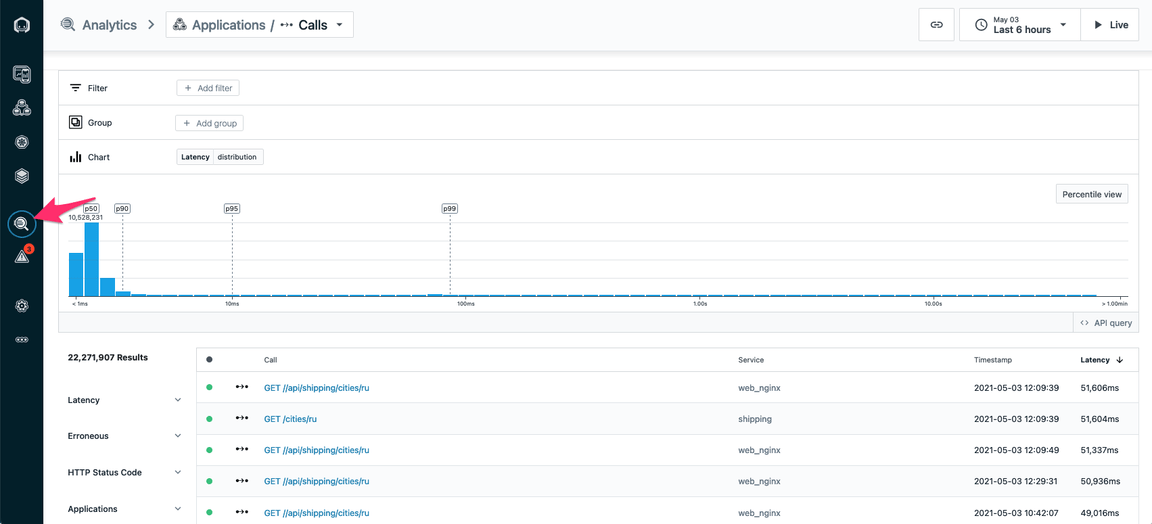 Analytics
Applications / Calls
May 03
Last 6 hours
Live
Filter
+ Add filter
Group
+ Add group
Chart
Latency distribution
Percentile view
p50 p90 p95 p99
10,528,231
3
< 1ms 10ms 100ms 1.00s 10.00s > 1.00min
<> API query
22,271,907 Results
Call Service Timestamp Latency ↓
GET //api/shipping/cities/ru web_nginx 2021-05-03 12:09:39 51,606ms
Latency
GET /cities/ru shipping 2021-05-03 12:09:39 51,604ms
Erroneous
GET //api/shipping/cities/ru web_nginx 2021-05-03 12:09:49 51,337ms
HTTP Status Code
GET //api/shipping/cities/ru web_nginx 2021-05-03 12:29:31 50,936ms
Applications
GET //api/shipping/cities/ru web_nginx 2021-05-03 10:42:07 49,016ms